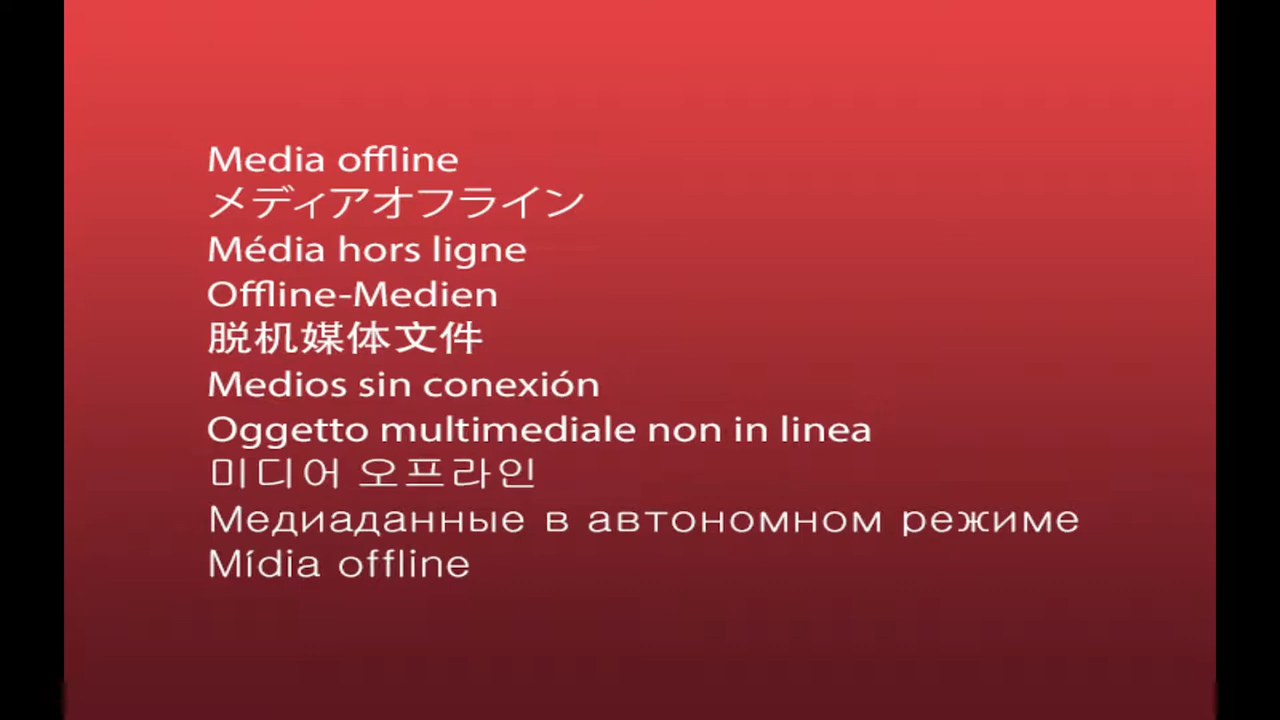 Media offline
メディアオフライン
Média hors ligne
Offline-Medien
脱机媒体文件
Medios sin conexión
Oggetto multimediale non in linea
미디어 오프라인
Медиаданные в автономном режиме
Mídia offline